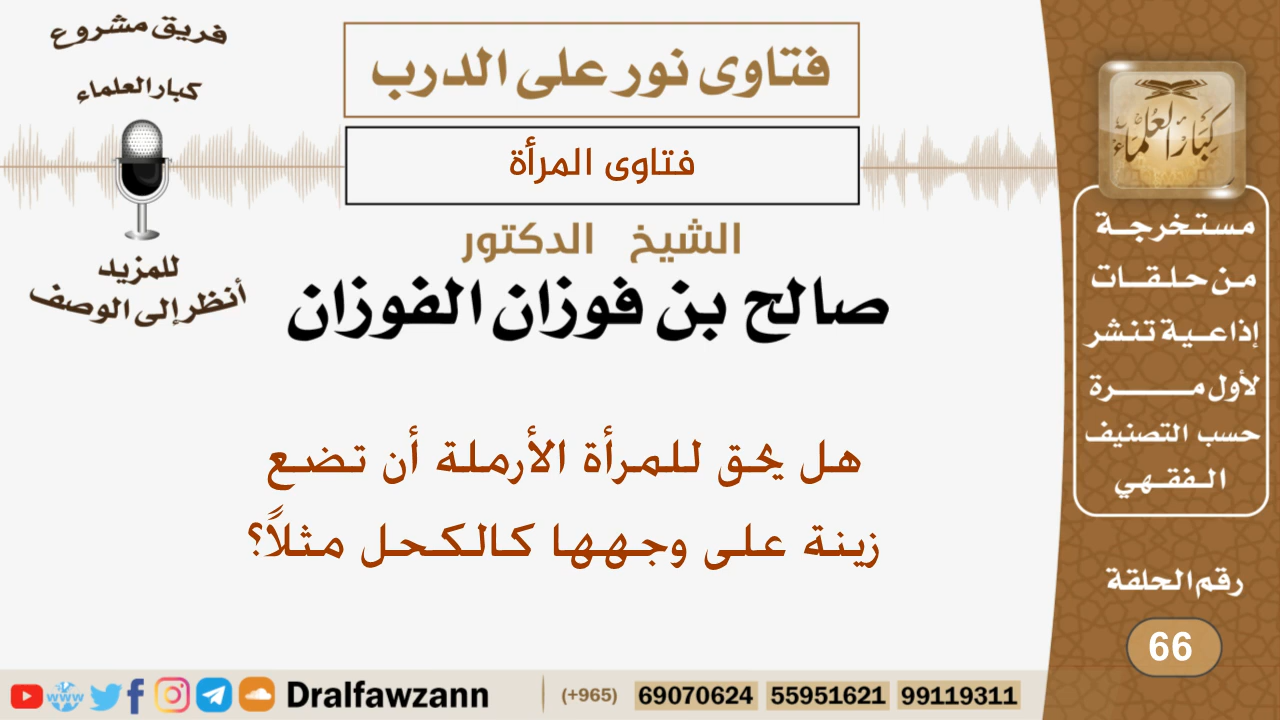 فريق مشروع
كبار العلماء
للمزيد
أنظر إلى الوصف
فتاوى نور على الدرب
فتاوى المرأة
الشيخ الدكتور
صالح بن فوزان الفوزان
هل يحق للمرأة الأرملة أن تضع
زينة على وجهها كالكحل مثلاً؟
كبار العلماء
مستخرجة
من حلقات
إذاعية تنشر
لأول مرة
حسب التصنيف
الفقهي
رقم الحلقة
66
www
Dralfawzann
(+965) 69070624 55951621 99119311